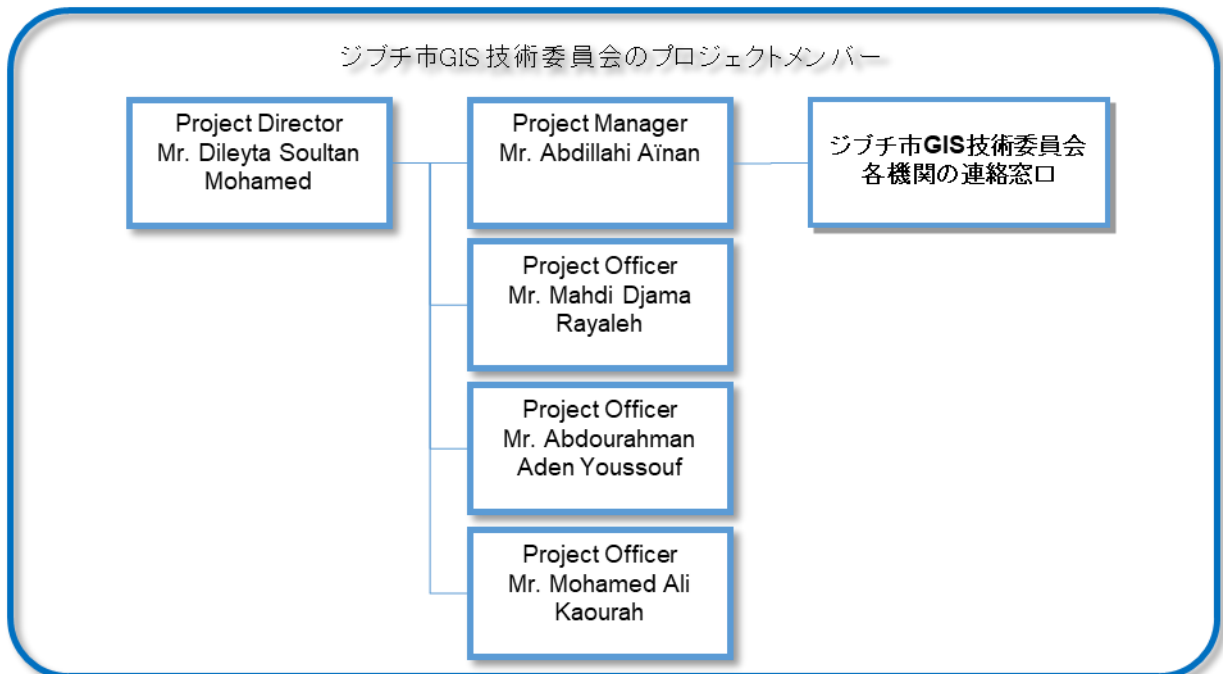 ジブチ市GIS技術委員会のプロジェクトメンバー
Project Director
Mr. Dileyta Soultan
Mohamed
Project Manager
Mr. Abdillahi Aïnan
ジブチ市GIS技術委員会
各機関の連絡窓口
Project Officer
Mr. Mahdi Djama
Rayaleh
Project Officer
Mr. Abdourahman
Aden Youssouf
Project Officer
Mr. Mohamed Ali
Kaourah